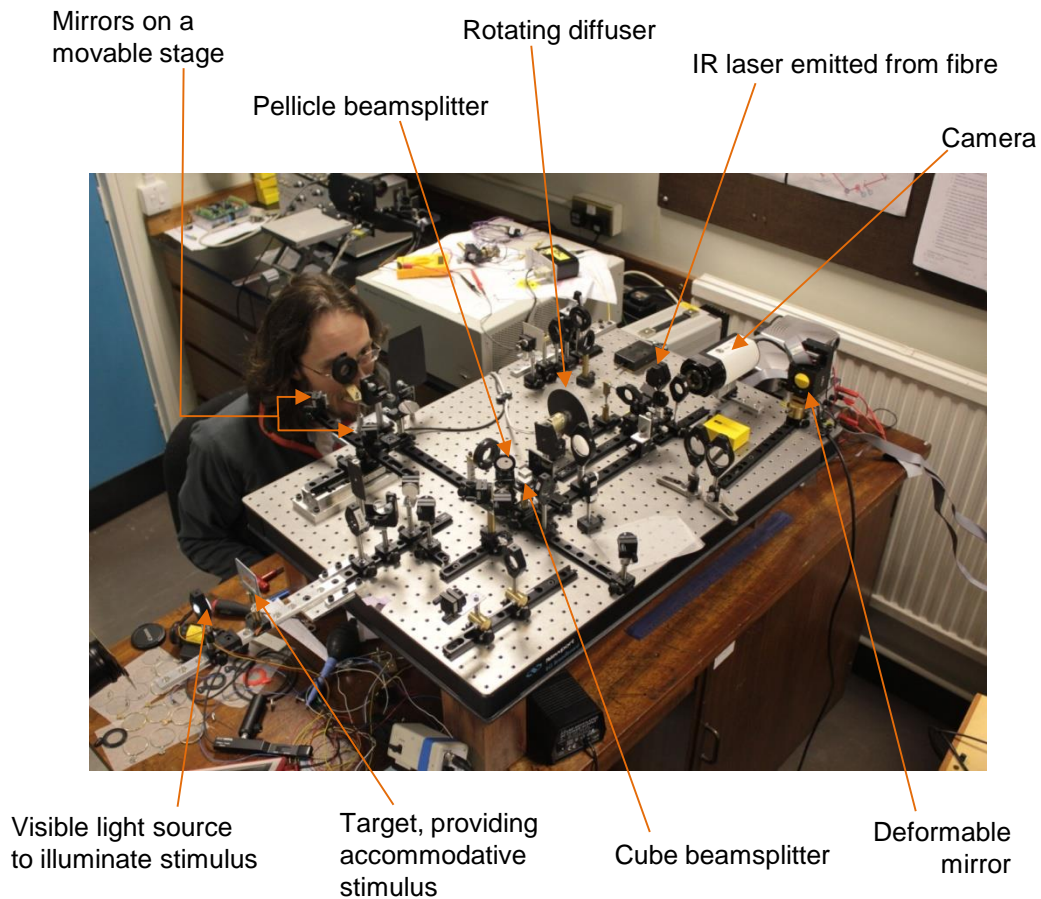 Mirrors on a
movable stage
Rotating diffuser
IR laser emitted from fibre
Pellicle beamsplitter
Camera
Newport
Visible light source
to illuminate stimulus
Target, providing
accommodative
stimulus
Cube beamsplitter
Deformable
mirror